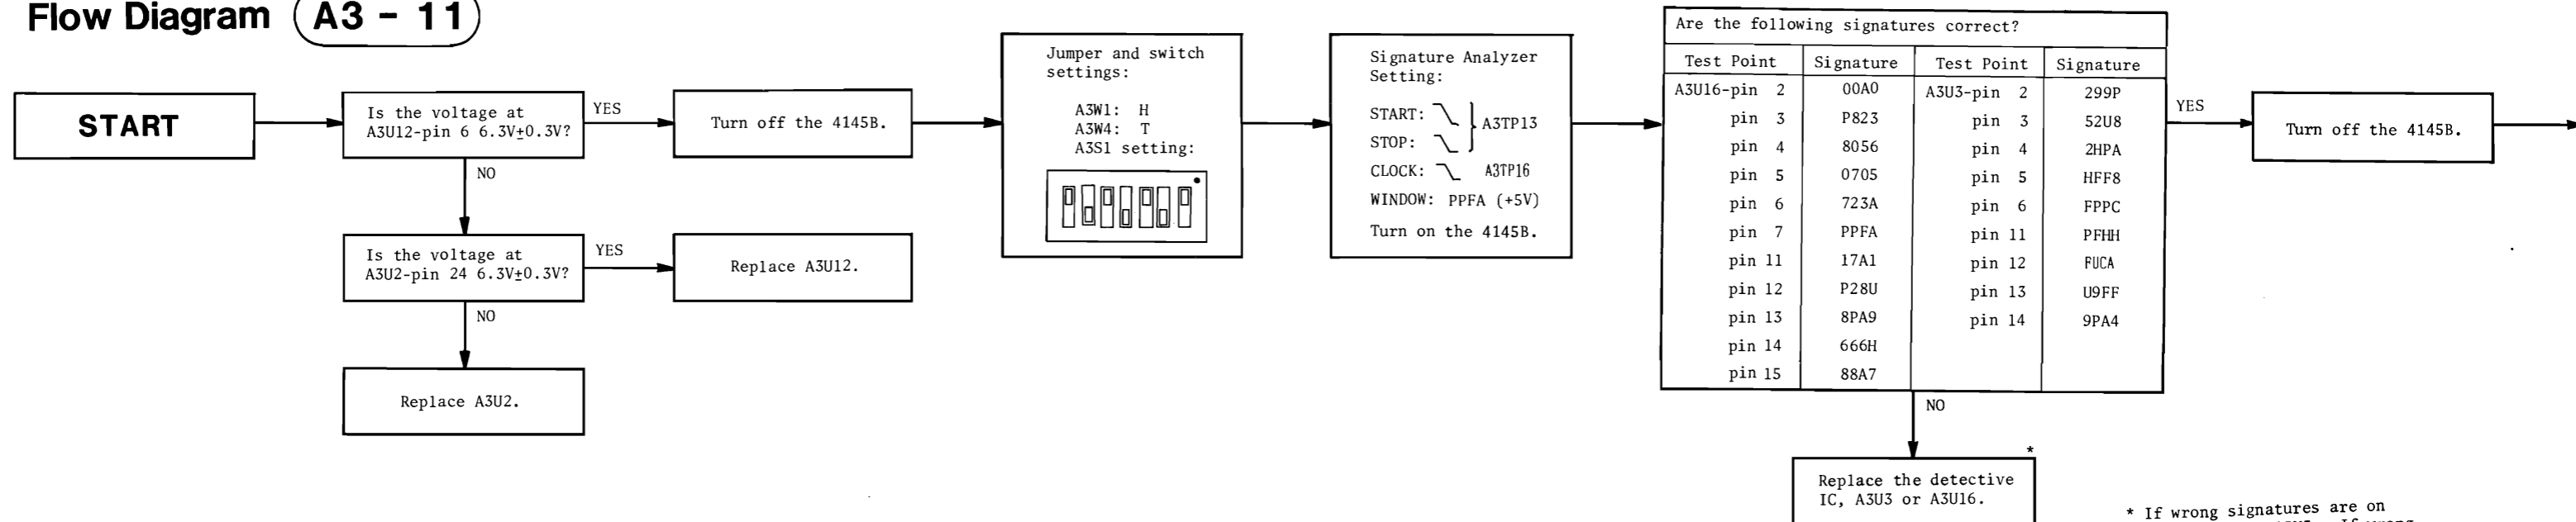 Flow Diagram A3 - 11
START
Is the voltage at
A3U12-pin 6 6.3V±0.3V?
YES
NO
Turn off the 4145B.
Is the voltage at
A3U2-pin 24 6.3V±0.3V?
YES
NO
Replace A3U12.
Replace A3U2.
Jumper and switch
settings:
A3W1: H
A3W4: T
A3S1 setting:
Signature Analyzer
Setting:
START:
STOP:
A3TP13
CLOCK: A3TP16
WINDOW: PPFA (+5V)
Turn on the 4145B.
Are the following signatures correct?
Test Point Signature Test Point Signature
A3U16-pin 2 00A0 A3U3-pin 2 299P
pin 3 P823 pin 3 52U8
pin 4 8056 pin 4 2HPA
pin 5 0705 pin 5 HFF8
pin 6 723A pin 6 FPPC
pin 7 PPFA pin 11 PFHH
pin 11 17A1 pin 12 FUCA
pin 12 P28U pin 13 U9FF
pin 13 8PA9 pin 14 9PA4
pin 14 666H
pin 15 88A7
YES
NO
Turn off the 4145B.
*
Replace the detective
IC, A3U3 or A3U16.
* If wrong signatures are on